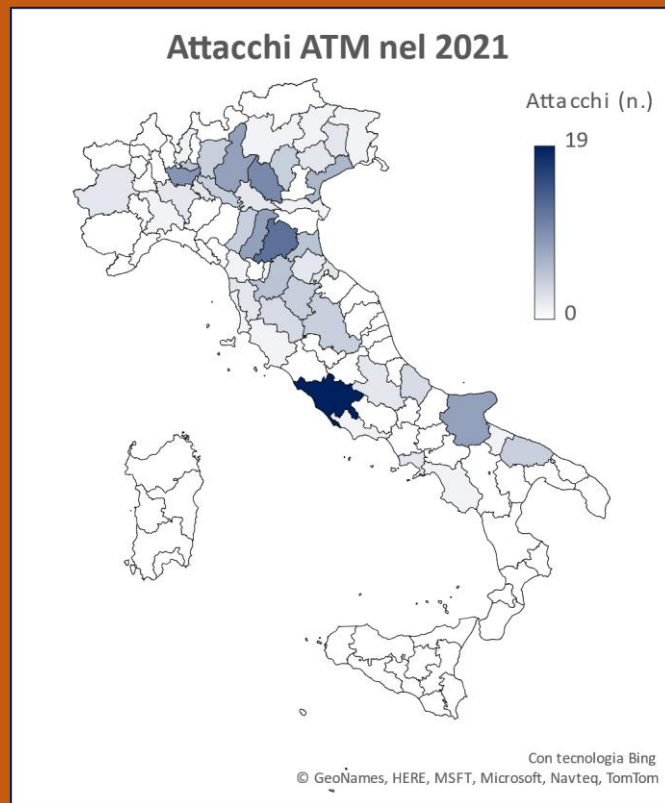 Attacchi ATM nel 2021
Attacchi (n.)
19
0
Con tecnologia Bing
© GeoNames, HERE, MSFT, Microsoft, Navteq, TomTom